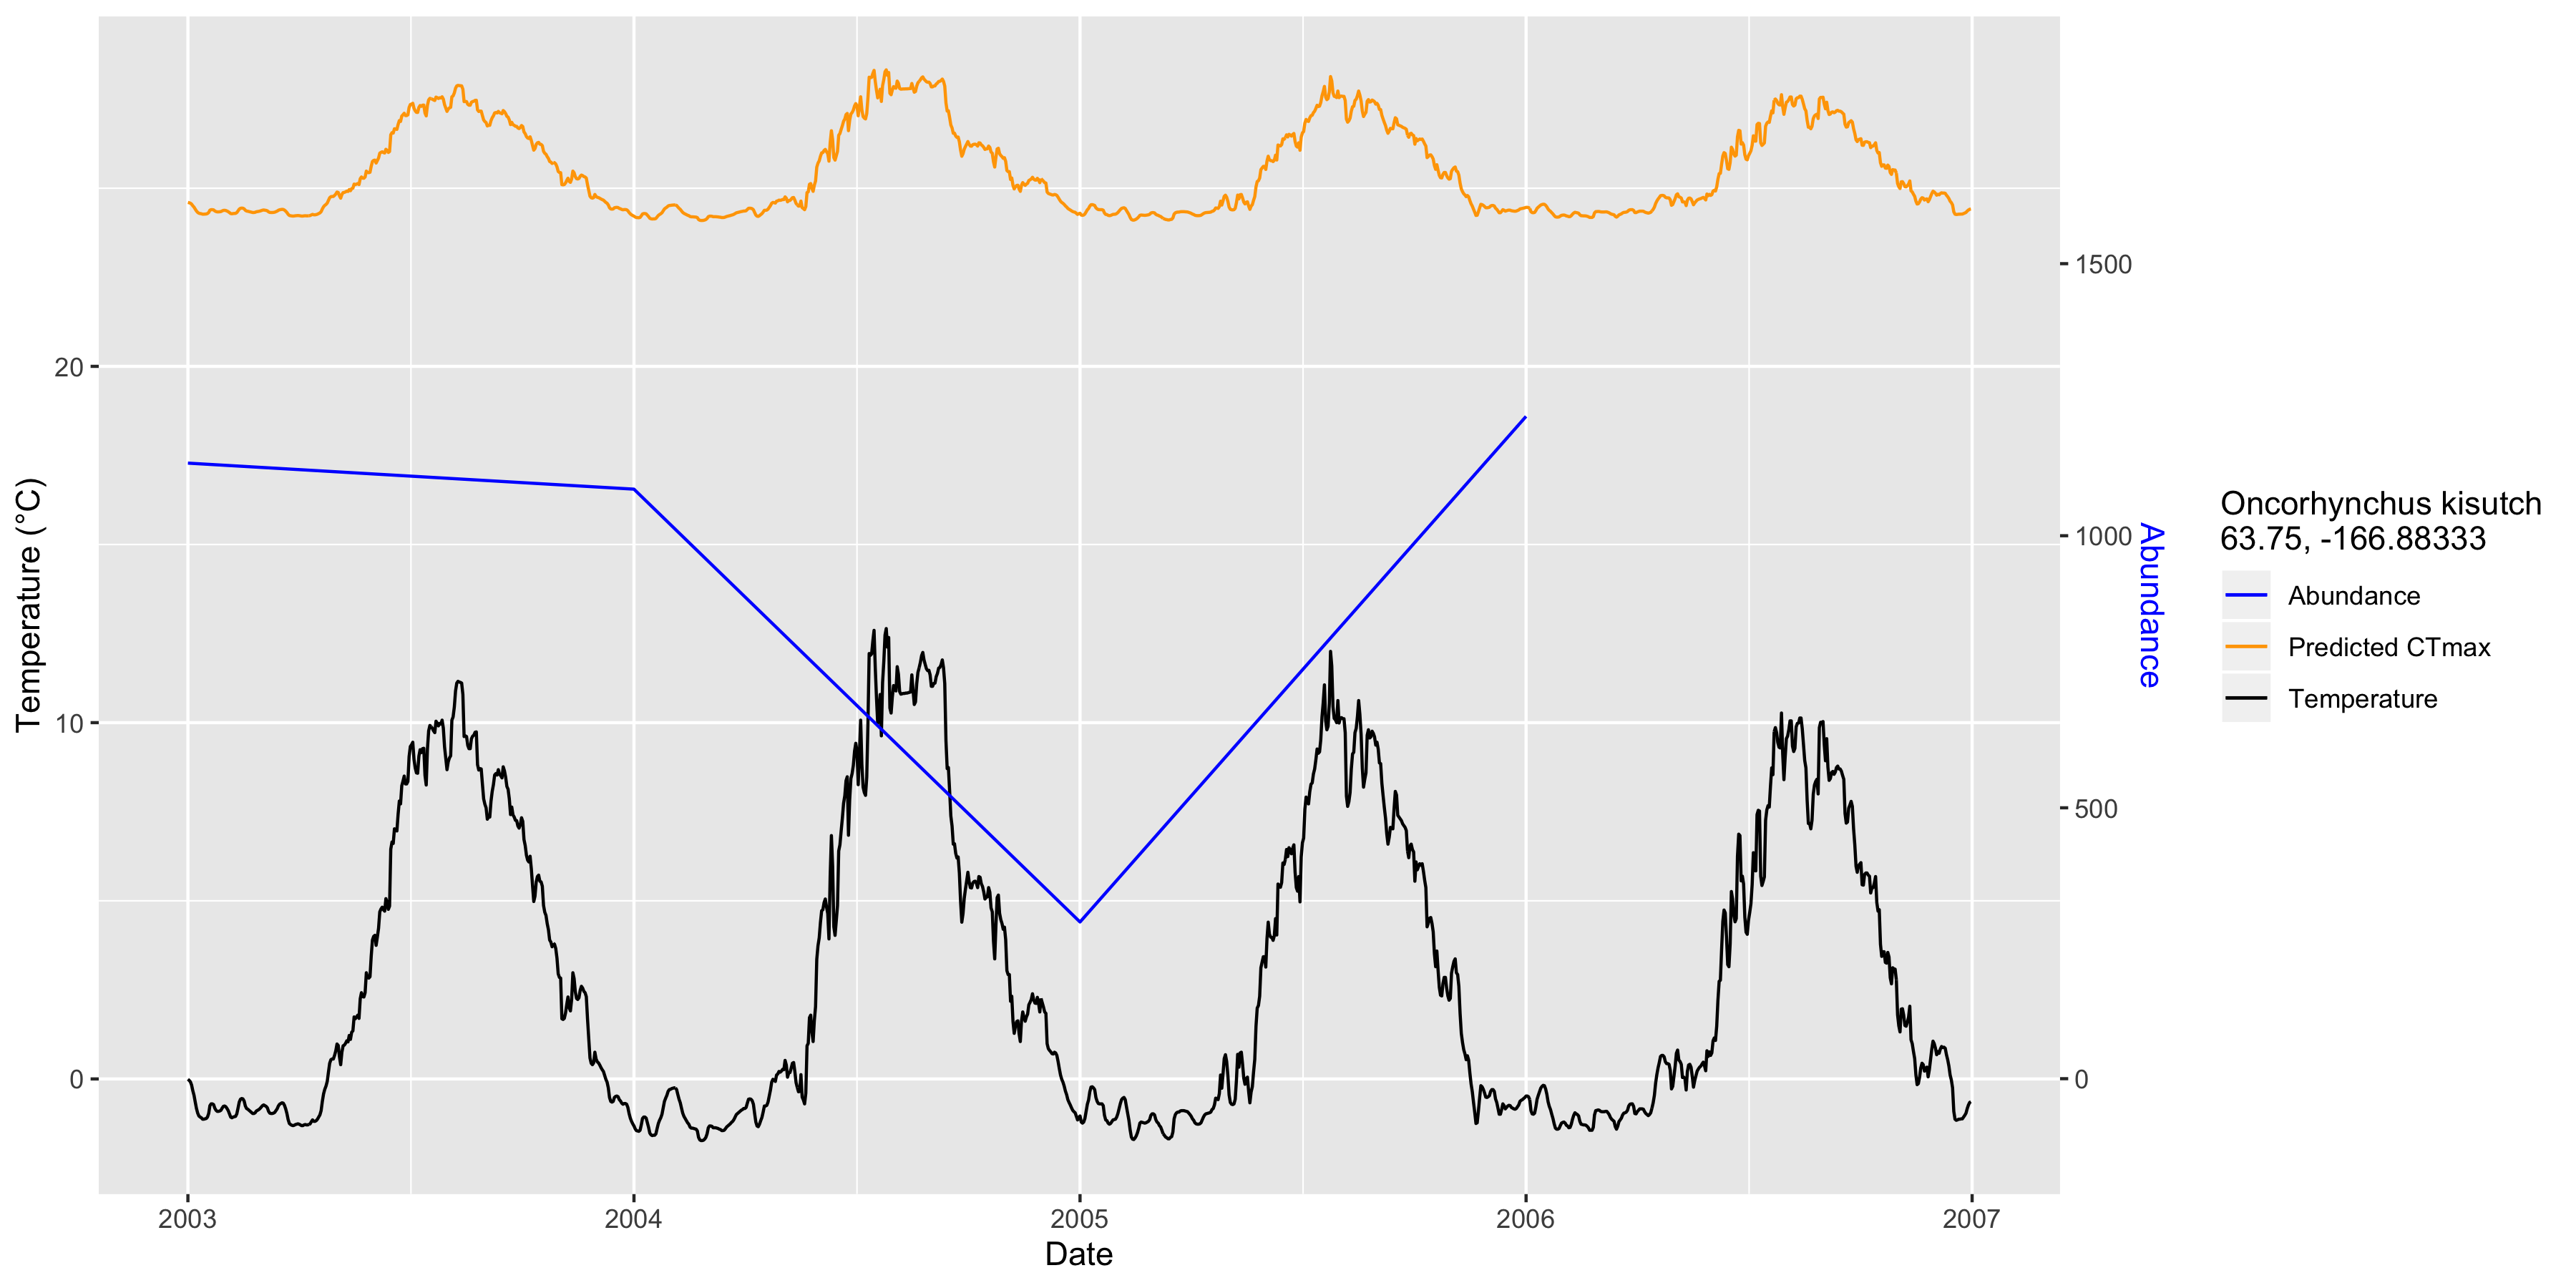 Temperature (°C)
20
10
0
2003
2004
2005
2006
2007
Date
1500
1000
500
0
Abundance
Oncorhynchus kisutch
63.75, -166.88333
Abundance
Predicted CTmax
Temperature